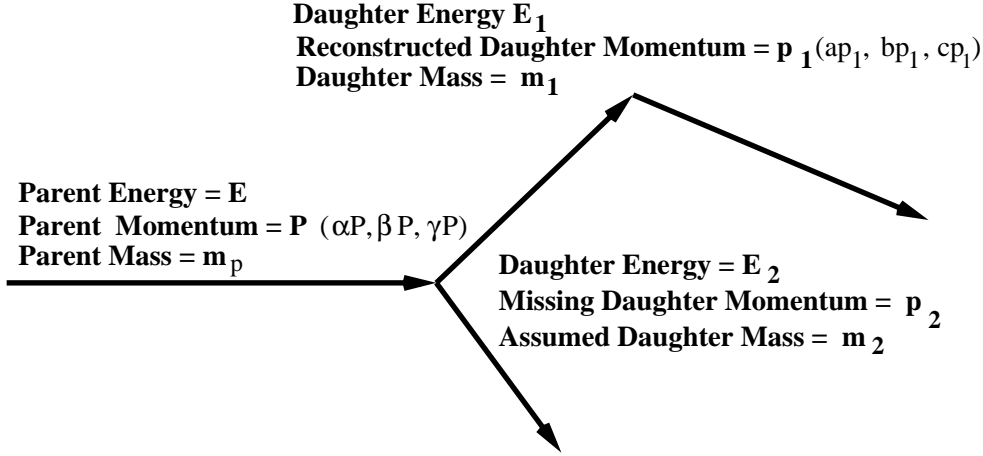 Daughter Energy E₁
Reconstructed Daughter Momentum = p₁(ap₁, bp₁, cp₁)
Daughter Mass = m₁
Parent Energy = E
Parent Momentum = P (αP, β P, γP)
Parent Mass = mₚ
Daughter Energy = E₂
Missing Daughter Momentum = p₂
Assumed Daughter Mass = m₂